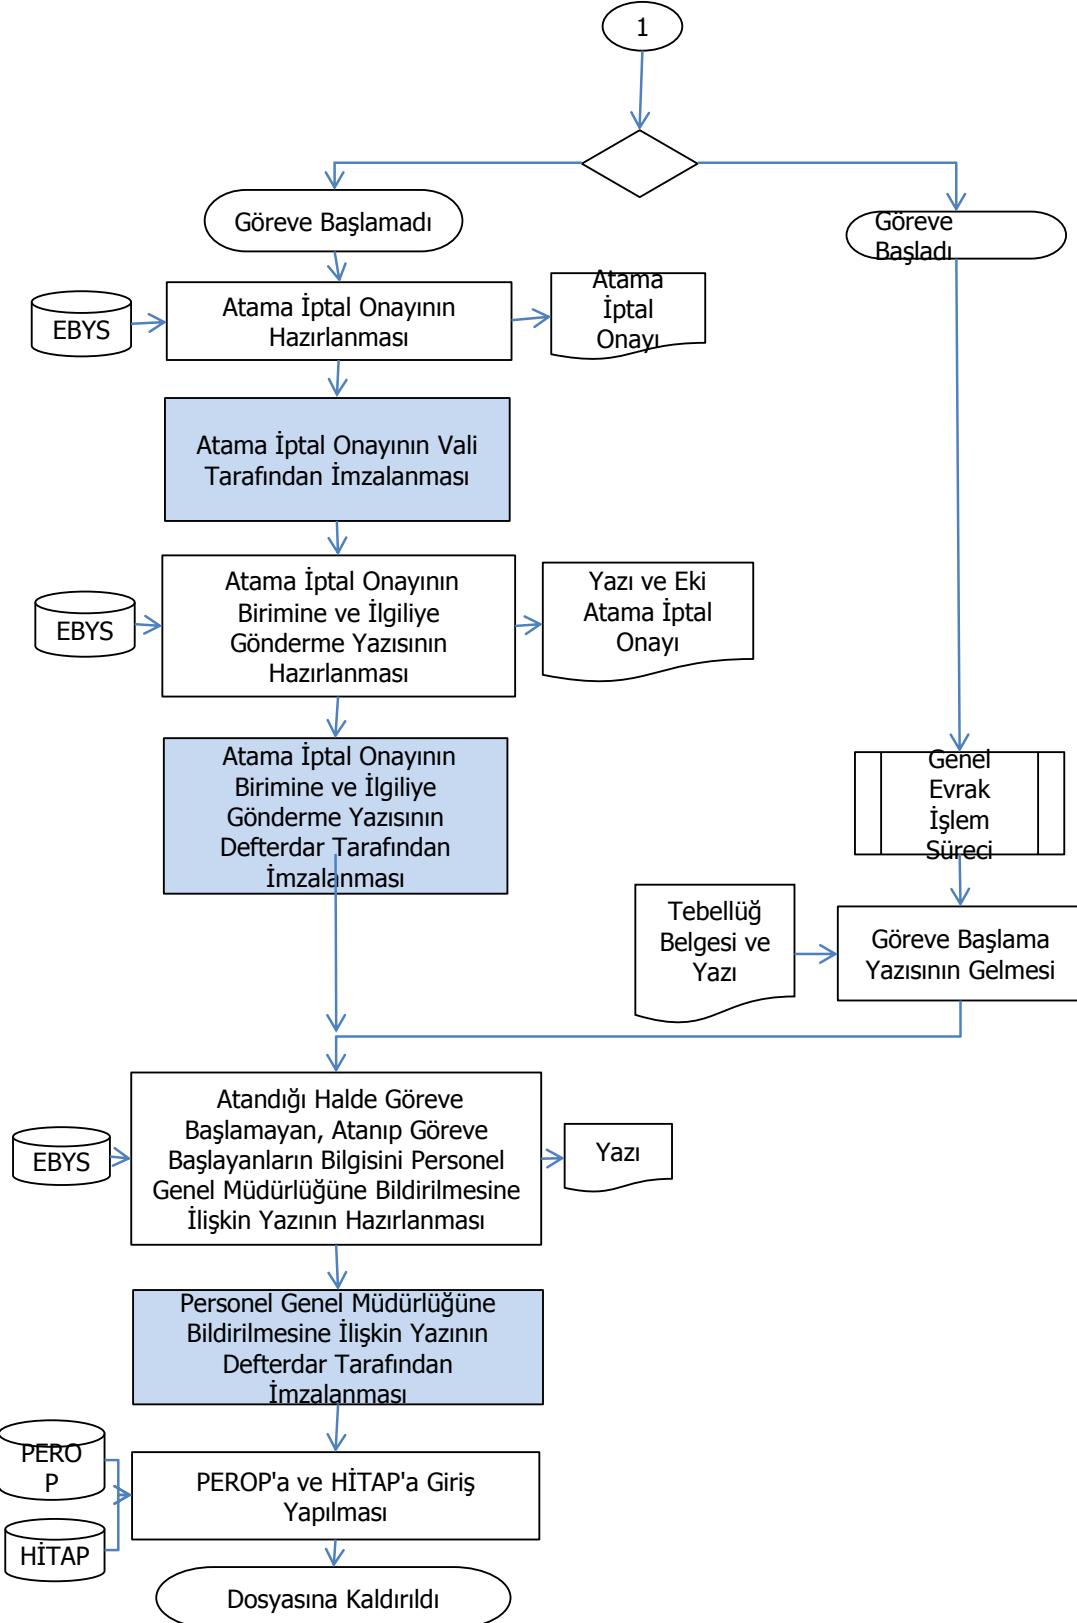 1
Göreve Başlamadı
Göreve
Başladı
EBYS
Atama İptal Onayının
Hazırlanması
Atama
İptal
Onayı
Atama İptal Onayının Vali
Tarafından İmzalanması
EBYS
Atama İptal Onayının
Birimine ve İlgiliye
Gönderme Yazısının
Hazırlanması
Yazı ve Eki
Atama İptal
Onayı
Atama İptal Onayının
Birimine ve İlgiliye
Gönderme Yazısının
Defterdar Tarafından
İmzalanması
Genel
Evrak
İşlem
Süreci
Tebellüğ
Belgesi ve
Yazı
Göreve Başlama
Yazısının Gelmesi
EBYS
Atandığı Halde Göreve
Başlamayan, Atanıp Göreve
Başlayanların Bilgisini Personel
Genel Müdürlüğüne Bildirilmesine
İlişkin Yazının Hazırlanması
Yazı
Personel Genel Müdürlüğüne
Bildirilmesine İlişkin Yazının
Defterdar Tarafından
İmzalanması
PERO
P
HİTAP
PEROP'a ve HİTAP'a Giriş
Yapılması
Dosyasına Kaldırıldı